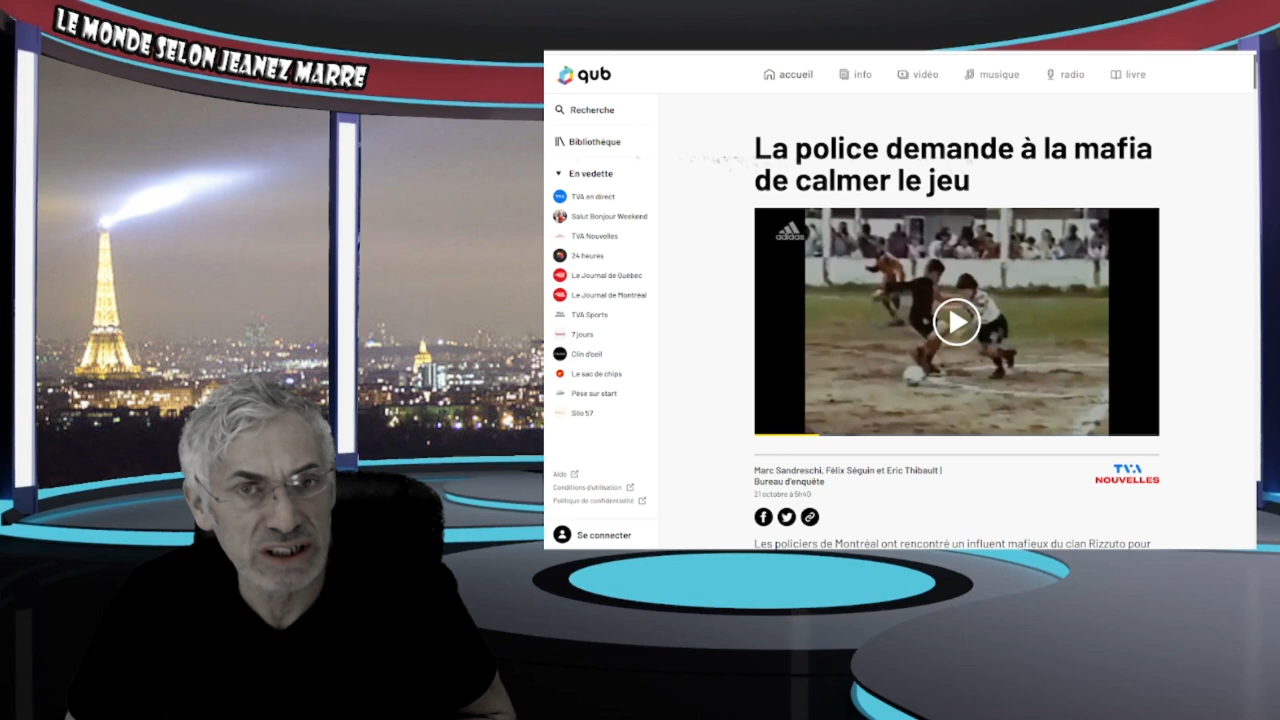 LE MONDE SELON JEANEZ MARRE
qub
accueil
info
vidéo
musique
radio
livre
Recherche
Bibliothèque
En vedette
TVA en direct
Salut Bonjour Weekend
TVA Nouvelles
24 heures
Le Journal de Québec
Le Journal de Montréal
TVA Sports
7 jours
Clin d'oeil
Le sac de chips
Pèse sur start
Silo 57
Aide
Conditions d'utilisation
Politique de confidentialité
Se connecter
La police demande à la mafia
de calmer le jeu
adidas
Marc Sandreschi, Félix Séguin et Eric Thibault |
Bureau d'enquête
21 octobre à 5h40
TVA
NOUVELLES
Les policiers de Montréal ont rencontré un influent mafieux du clan Rizzuto pour